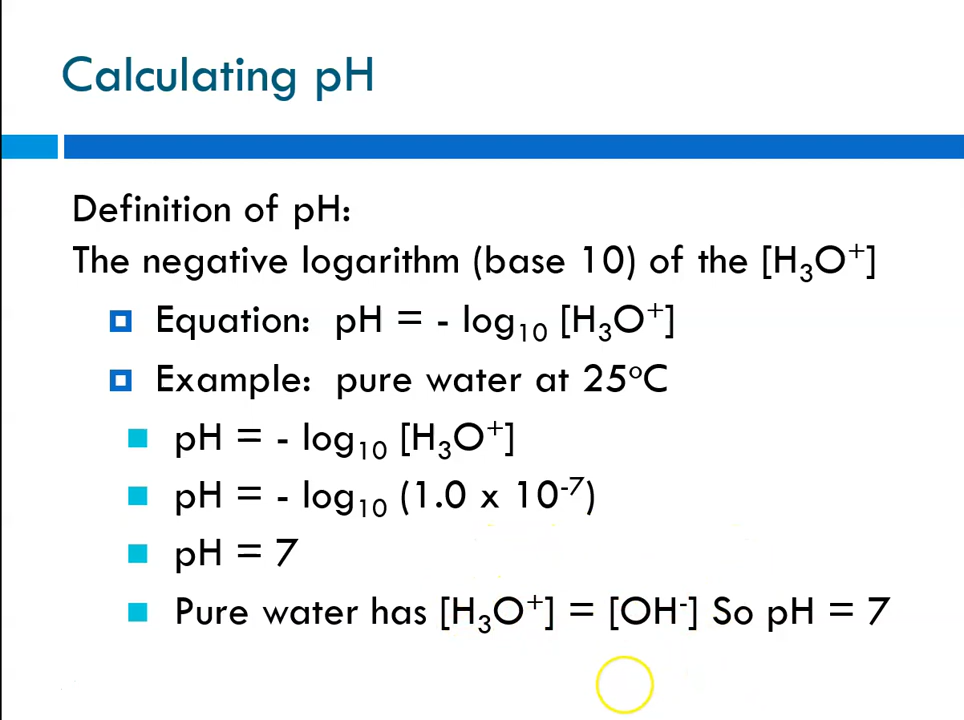 Calculating pH
Definition of pH:
The negative logarithm (base 10) of the [H₃O⁺]
Equation: pH = - log₁₀ [H₃O⁺]
Example: pure water at 25°C
pH = - log₁₀ [H₃O⁺]
pH = - log₁₀ (1.0 x 10⁻⁷)
pH = 7
Pure water has [H₃O⁺] = [OH⁻] So pH = 7